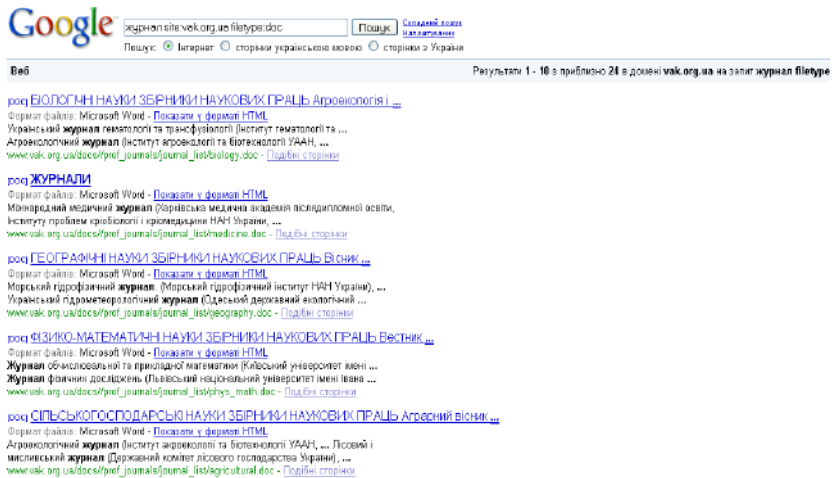 Google
журнал site:vak.org.ua filetype:doc
Пошук
Складний пошук
Налаштування
Пошук: Інтернет сторінки українською мовою сторінки з України
Веб
Результати 1 - 10 з приблизно 24 в домені vak.org.ua на запит журнал filetype
[DOC] БІОЛОГІЧНІ НАУКИ ЗБІРНИКИ НАУКОВИХ ПРАЦЬ Агроекологія і ...
Формат файлів: Microsoft Word - Показати у форматі HTML
Український журнал гематології та трансфузіології (Інститут гематології та ...
Агроекологічний журнал (Інститут агроекології та біотехнології УААН, ...
www.vak.org.ua/docs//prof_journals/journal_list/biology.doc - Подібні сторінки
[DOC] ЖУРНАЛИ
Формат файлів: Microsoft Word - Показати у форматі HTML
Міжнародний медичний журнал (Харківська медична академія післядипломної освіти,
Інституту проблем кріобіології і кріомедицини НАН України, ...
www.vak.org.ua/docs//prof_journals/journal_list/medicine.doc - Подібні сторінки
[DOC] ГЕОГРАФІЧНІ НАУКИ ЗБІРНИКИ НАУКОВИХ ПРАЦЬ Вісник ...
Формат файлів: Microsoft Word - Показати у форматі HTML
Морський гідрофізичний журнал. (Морський гідрофізичний інститут НАН України), ...
Український гідрометеорологічний журнал (Одеський державний екологічний ...
www.vak.org.ua/docs//prof_journals/journal_list/geography.doc - Подібні сторінки
[DOC] ФІЗИКО-МАТЕМАТИЧНІ НАУКИ ЗБІРНИКИ НАУКОВИХ ПРАЦЬ Вестник ...
Формат файлів: Microsoft Word - Показати у форматі HTML
Журнал обчислювальної та прикладної математики (Київський університет імені ...
Журнал фізичних досліджень (Львівський національний університет імені Івана ...
www.vak.org.ua/docs//prof_journals/journal_list/phys_math.doc - Подібні сторінки
[DOC] СІЛЬСЬКОГОСПОДАРСЬКІ НАУКИ ЗБІРНИКИ НАУКОВИХ ПРАЦЬ Аграрний вісник ...
Формат файлів: Microsoft Word - Показати у форматі HTML
Агроекологічний журнал (Інститут агроекології та біотехнології УААН, ... Лісовий і
мисливський журнал (Державний комітет лісового господарства України), ...
www.vak.org.ua/docs//prof_journals/journal_list/agricultural.doc - Подібні сторінки